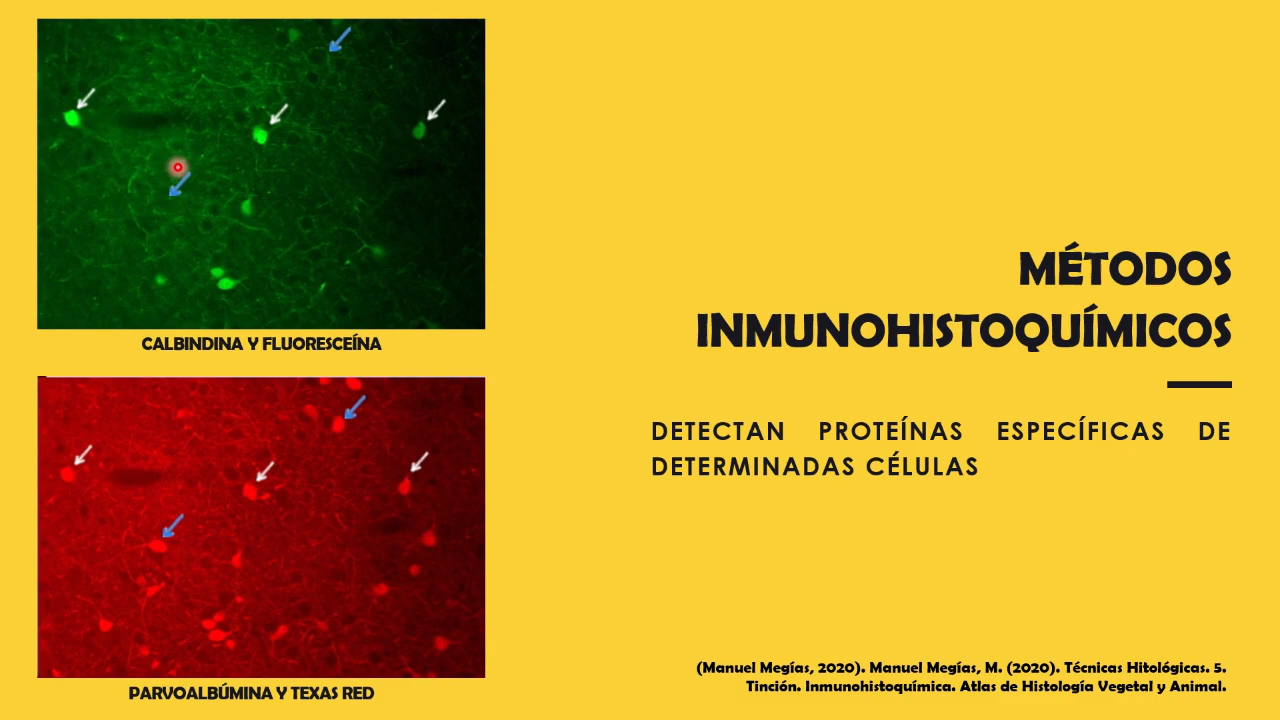 CALBINDINA Y FLUORESCEÍNA
PARVOALBÚMINA Y TEXAS RED
MÉTODOS
INMUNOHISTOQUÍMICOS
DETECTAN PROTEÍNAS ESPECÍFICAS DE
DETERMINADAS CÉLULAS
(Manuel Megías, 2020). Manuel Megías, M. (2020). Técnicas Hitológicas. 5.
Tinción. Inmunohistoquímica. Atlas de Histología Vegetal y Animal.